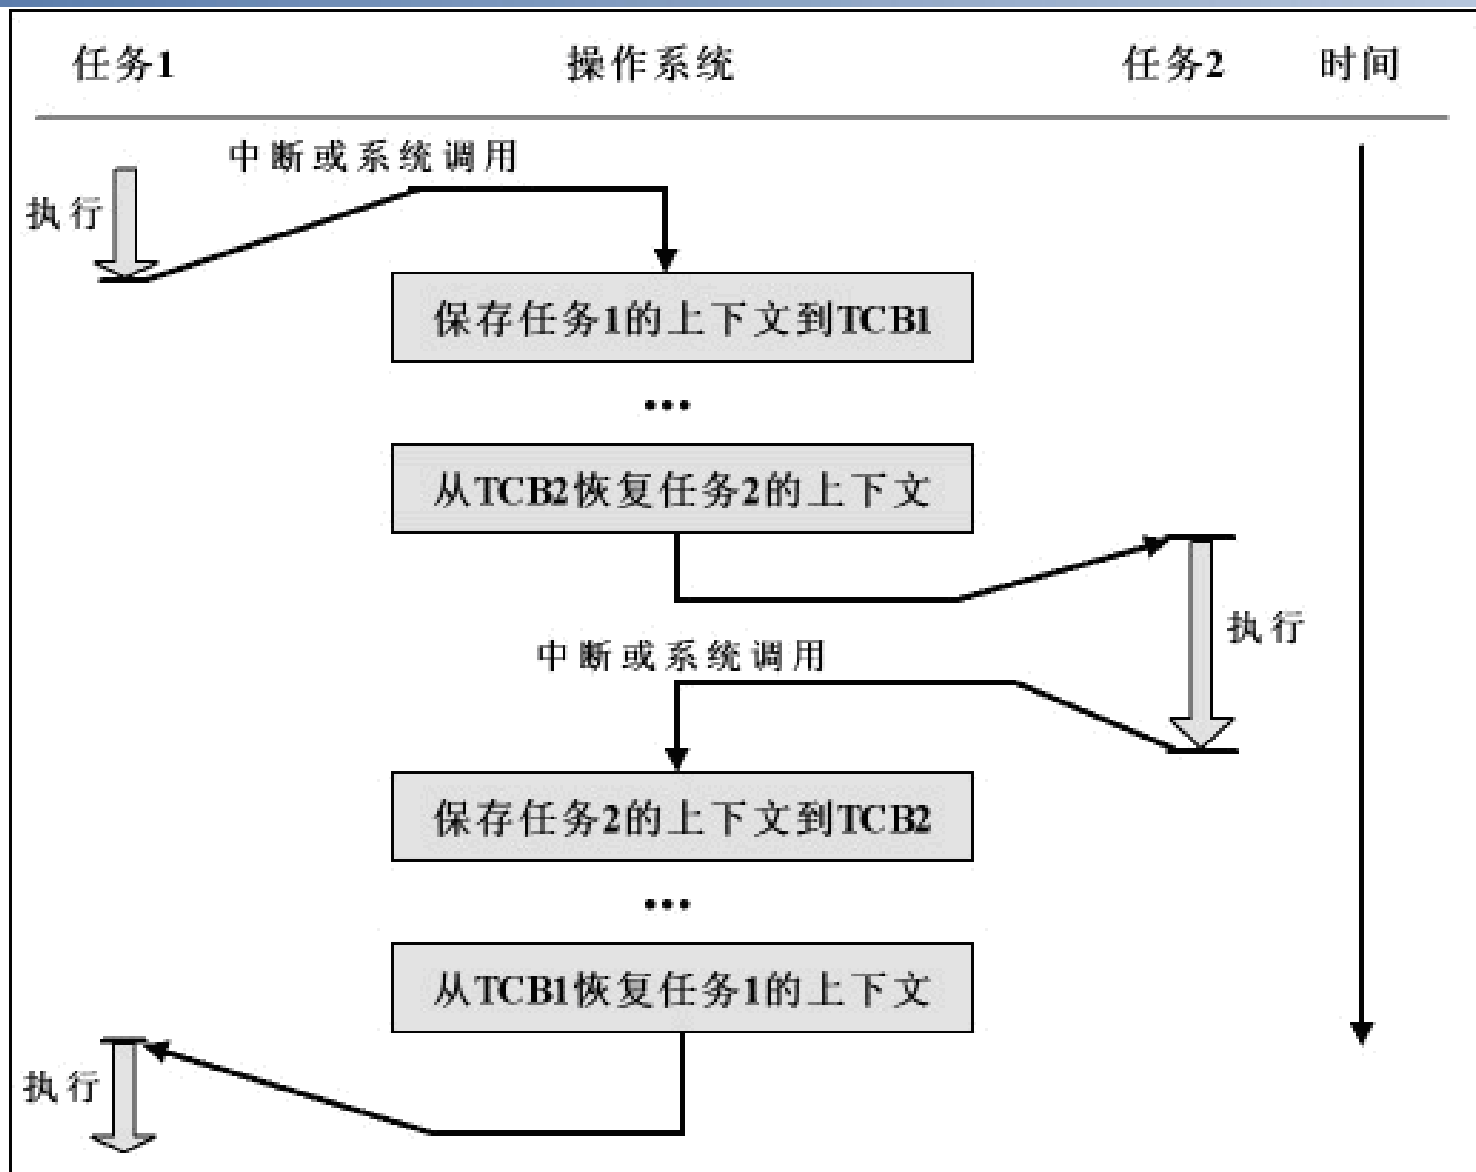 任务1 操作系统 任务2 时间
中断或系统调用
执行
保存任务1的上下文到TCB1
...
从TCB2恢复任务2的上下文
执行
中断或系统调用
保存任务2的上下文到TCB2
...
从TCB1恢复任务1的上下文
执行